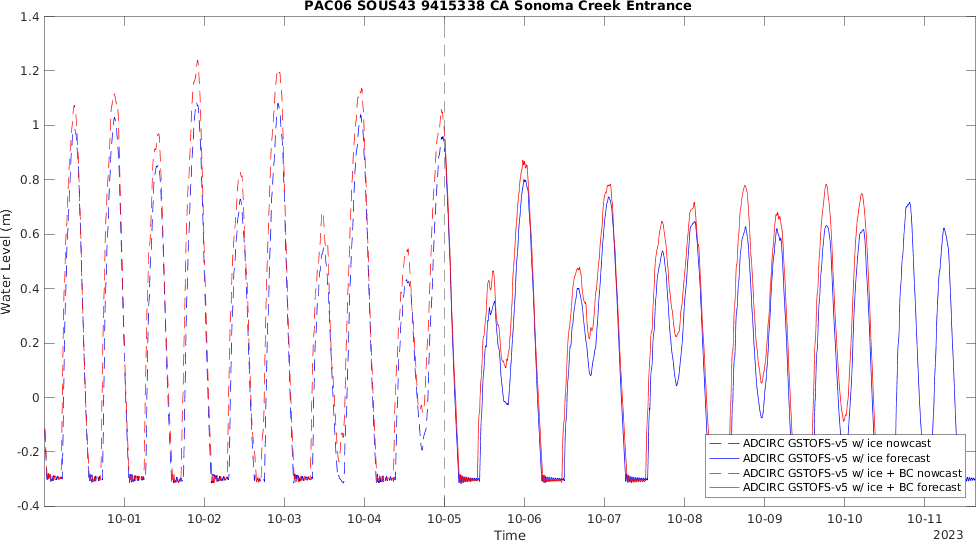 PAC06 SOUS43 9415338 CA Sonoma Creek Entrance
1.4
1.2
1
0.8
0.6
0.4
0.2
0
-0.2
-0.4
Water Level (m)
ADCIRC GSTOFS-v5 w/ ice nowcast
ADCIRC GSTOFS-v5 w/ ice forecast
ADCIRC GSTOFS-v5 w/ ice + BC nowcast
ADCIRC GSTOFS-v5 w/ ice + BC forecast
10-01 10-02 10-03 10-04 10-05 10-06 10-07 10-08 10-09 10-10 10-11
Time
2023